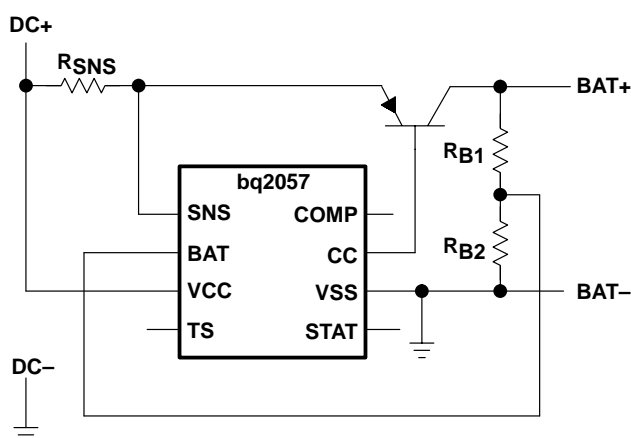 DC+
RSNS
BAT+
RB1
bq2057
SNS
COMP
BAT
CC
RB2
VCC
VSS
BAT–
TS
STAT
DC–